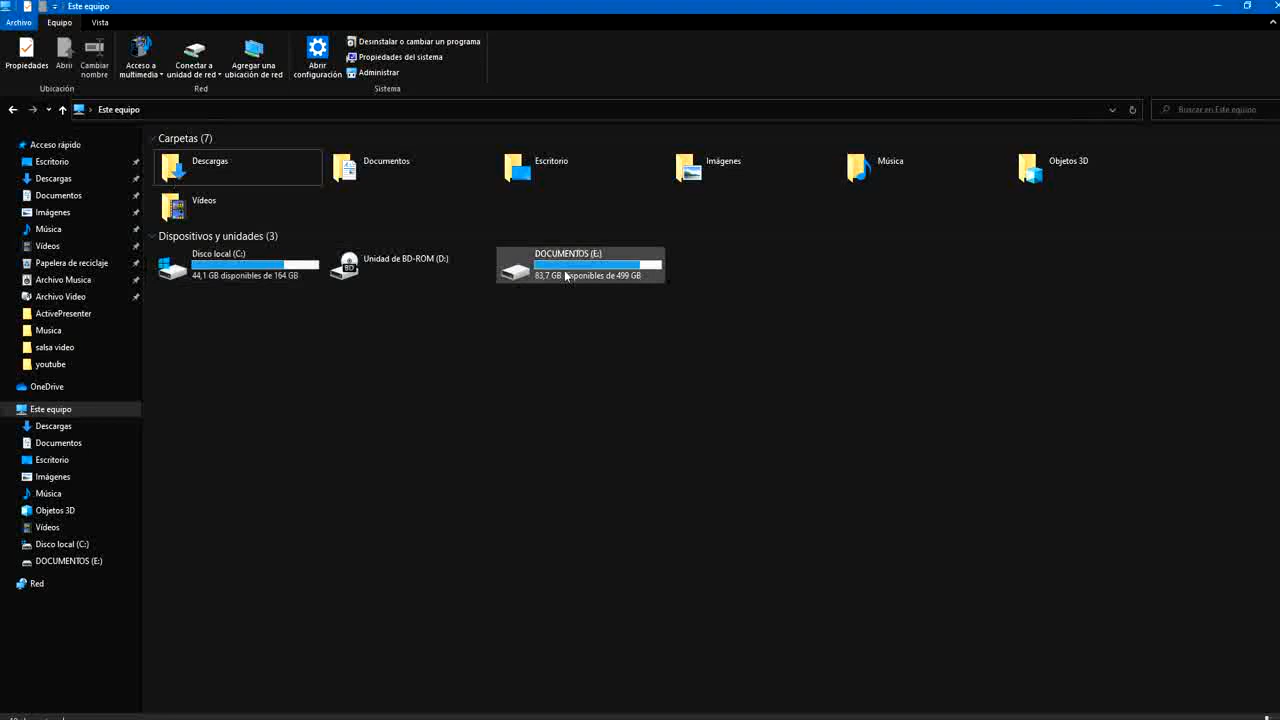 Este equipo
Archivo Equipo Vista
Propiedades
Abrir
Cambiar
nombre
Ubicación
Acceso a
multimedia
Conectar a
unidad de red
Agregar una
ubicación de red
Red
Abrir
configuración
Desinstalar o cambiar un programa
Propiedades del sistema
Administrar
Sistema
Este equipo
Buscar en Este equipo
Acceso rápido
Escritorio
Descargas
Documentos
Imágenes
Música
Vídeos
Papelera de reciclaje
Archivo Musica
Archivo Video
ActivePresenter
Musica
salsa video
youtube
OneDrive
Este equipo
Descargas
Documentos
Escritorio
Imágenes
Música
Objetos 3D
Vídeos
Disco local (C:)
DOCUMENTOS (E:)
Red
Carpetas (7)
Descargas
Documentos
Escritorio
Imágenes
Música
Objetos 3D
Vídeos
Dispositivos y unidades (3)
Disco local (C:)
44,1 GB disponibles de 164 GB
Unidad de BD-ROM (D:)
BD
DOCUMENTOS (E:)
83,7 GB disponibles de 499 GB